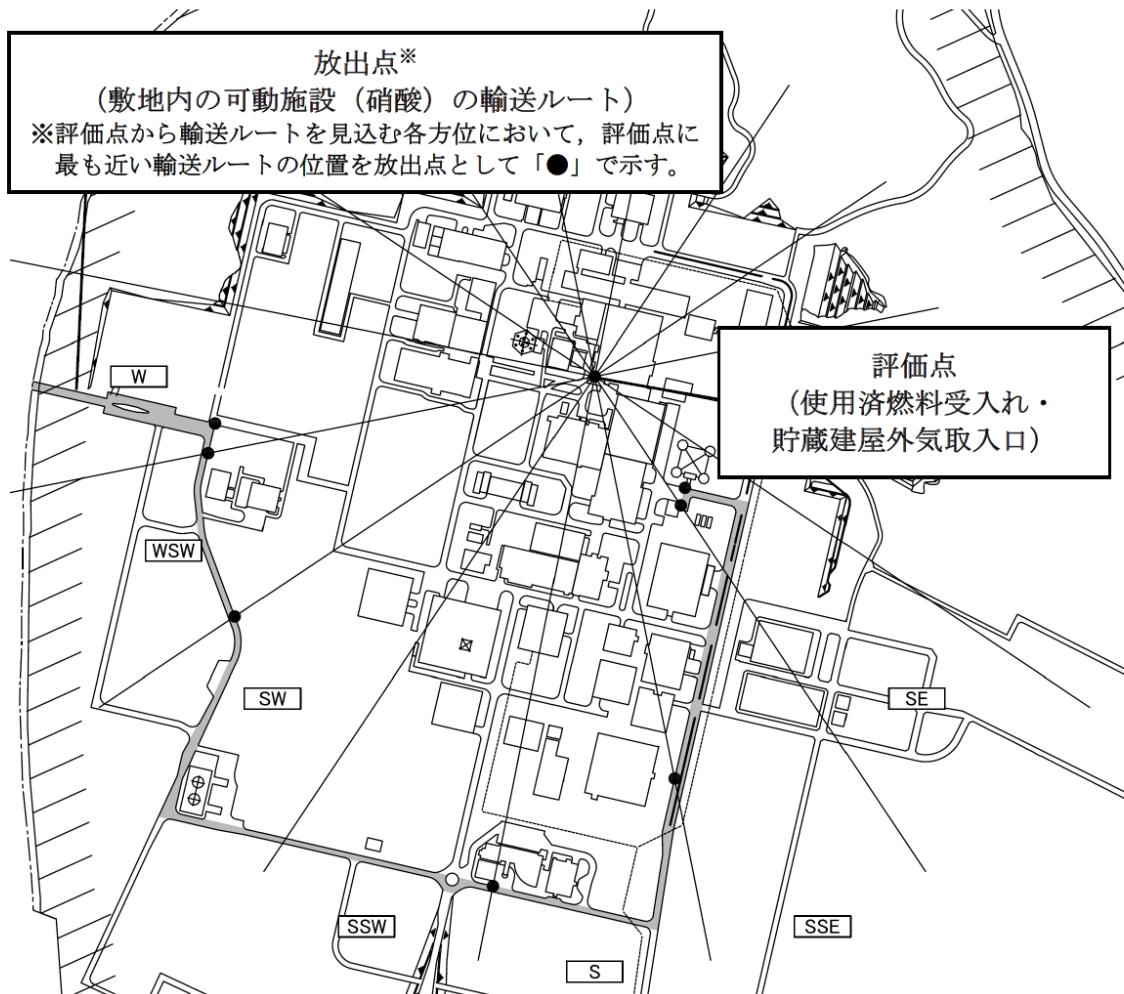 放出点※
（敷地内の可動施設（硝酸）の輸送ルート）
※評価点から輸送ルートを見込む各方位において，評価点に
最も近い輸送ルートの位置を放出点として「●」で示す。
評価点
（使用済燃料受入れ・
貯蔵建屋外気取入口）
W
WSW
SW
SE
SSW
SSE
S